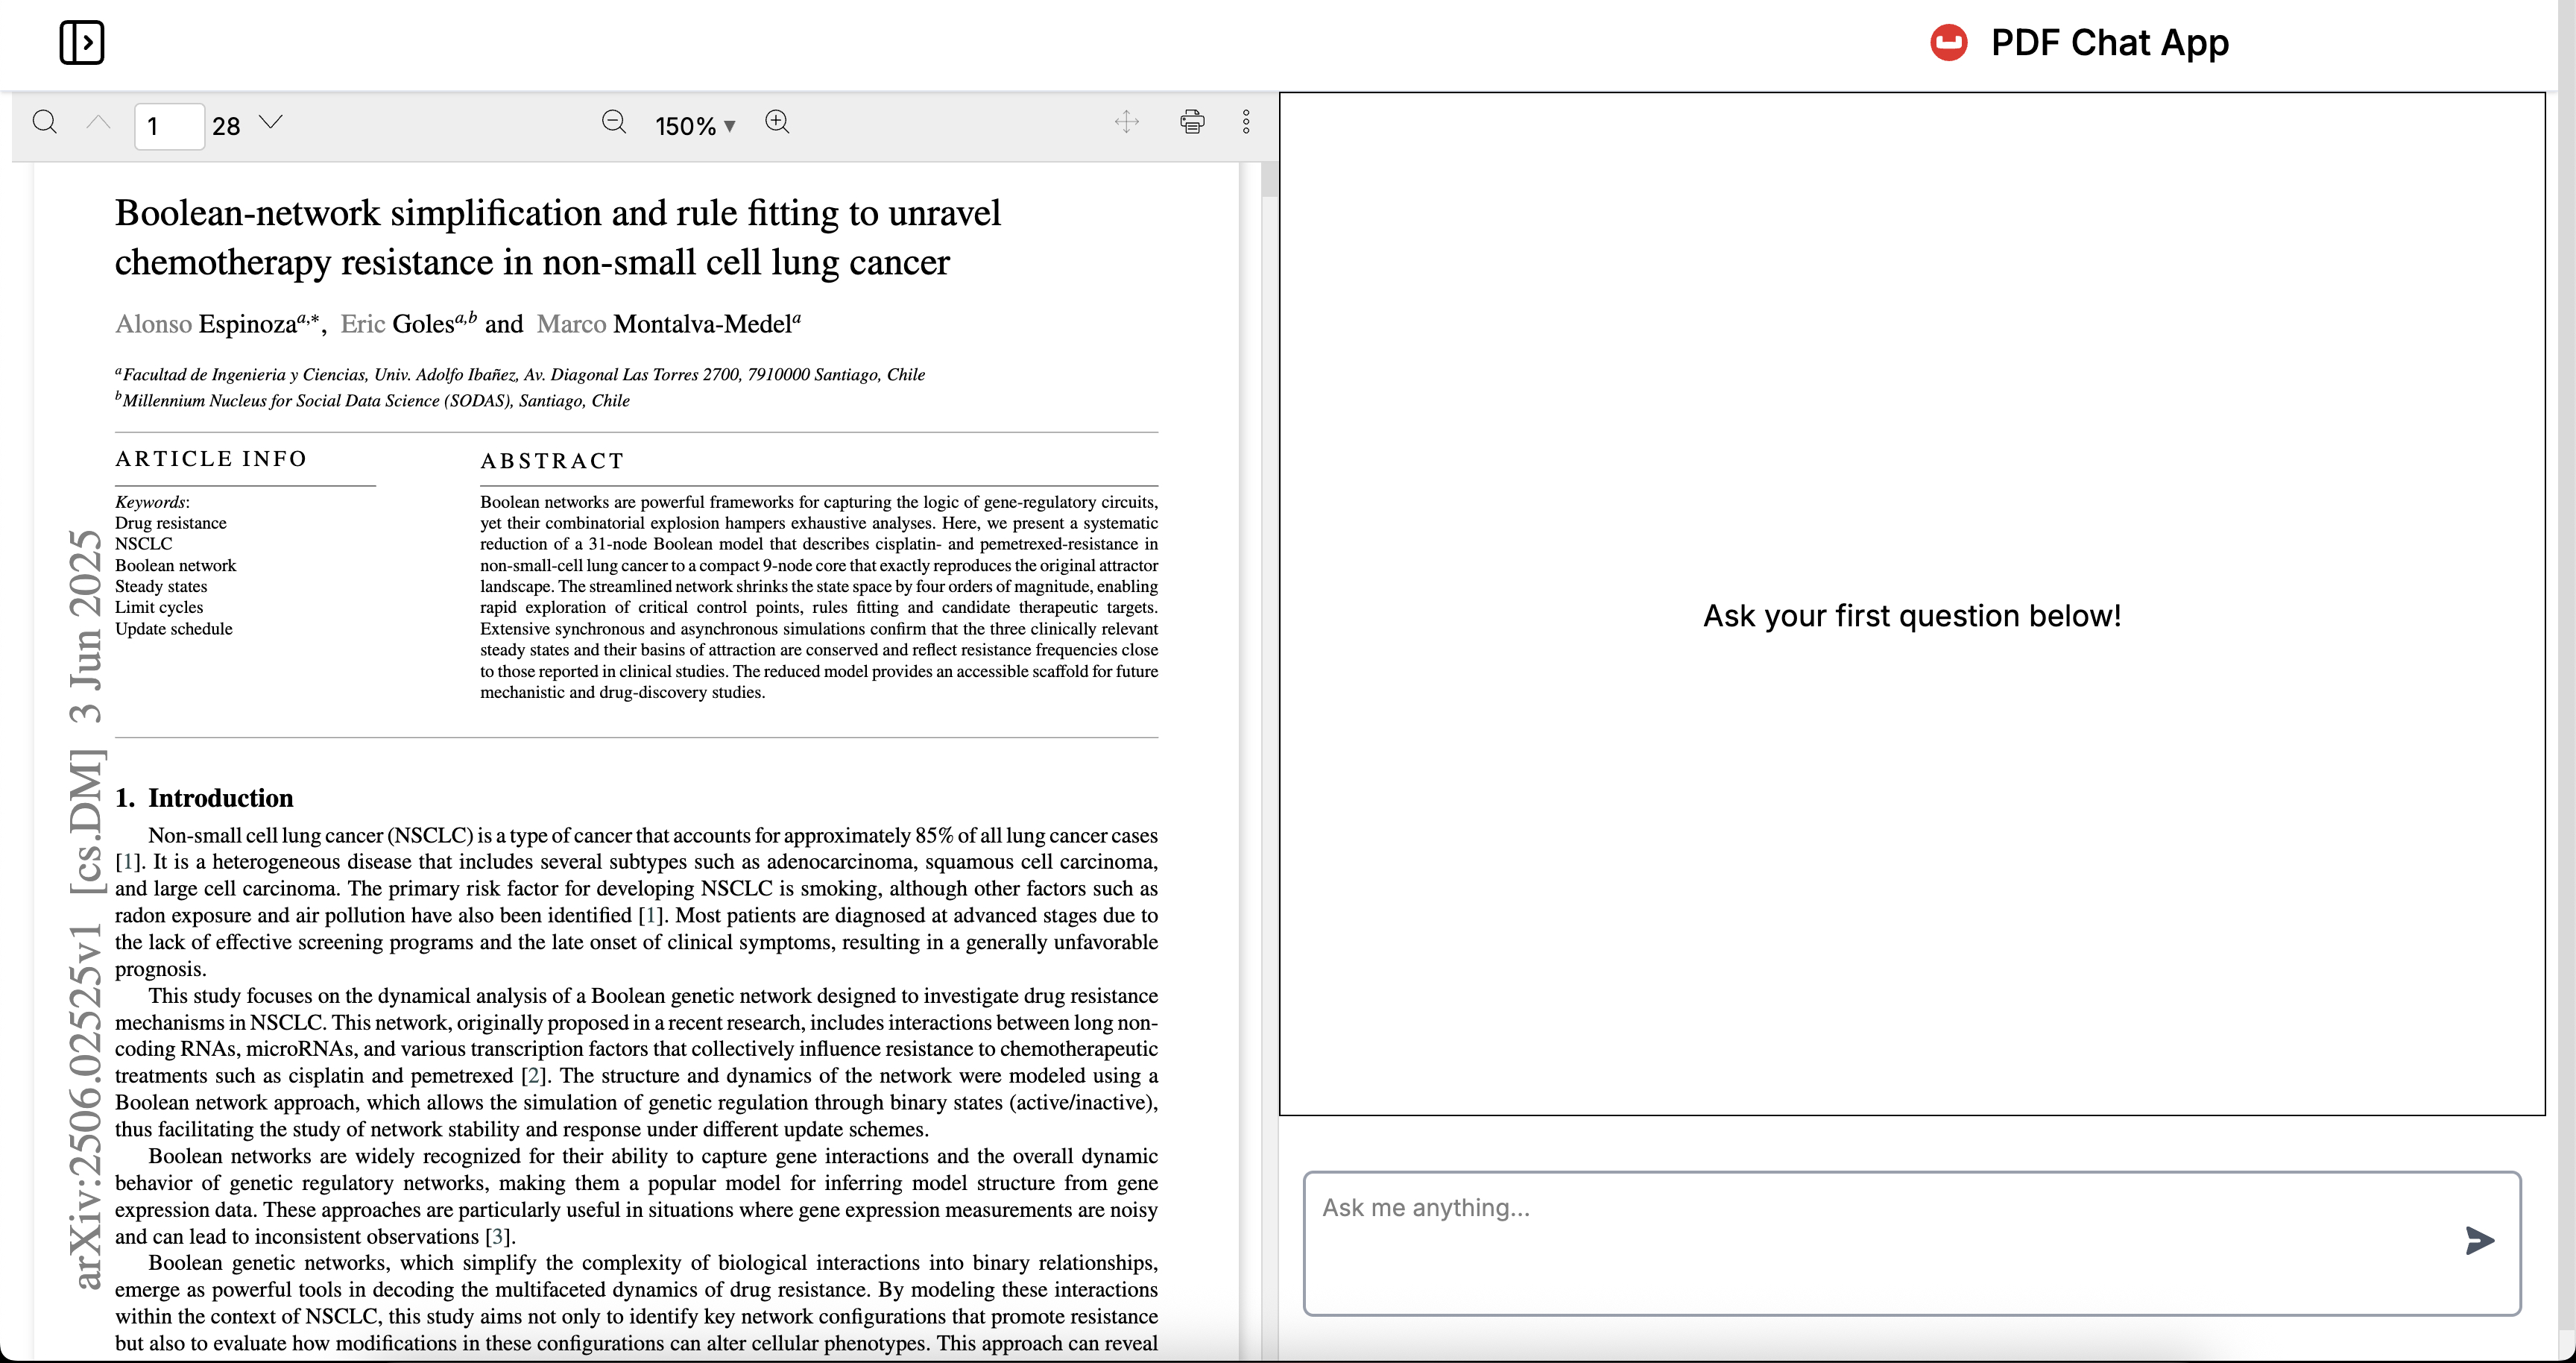 PDF Chat App
1 28 150% ▾
Boolean-network simplification and rule fitting to unravel
chemotherapy resistance in non-small cell lung cancer
Alonso Espinozaa,*, Eric Golesa,b and Marco Montalva-Medela
aFacultad de Ingenieria y Ciencias, Univ. Adolfo Ibañez, Av. Diagonal Las Torres 2700, 7910000 Santiago, Chile
bMillennium Nucleus for Social Data Science (SODAS), Santiago, Chile
ARTICLE INFO
Keywords:
Drug resistance
NSCLC
Boolean network
Steady states
Limit cycles
Update schedule
ABSTRACT
Boolean networks are powerful frameworks for capturing the logic of gene-regulatory circuits,
yet their combinatorial explosion hampers exhaustive analyses. Here, we present a systematic
reduction of a 31-node Boolean model that describes cisplatin- and pemetrexed-resistance in
non-small-cell lung cancer to a compact 9-node core that exactly reproduces the original attractor
landscape. The streamlined network shrinks the state space by four orders of magnitude, enabling
rapid exploration of critical control points, rules fitting and candidate therapeutic targets.
Extensive synchronous and asynchronous simulations confirm that the three clinically relevant
steady states and their basins of attraction are conserved and reflect resistance frequencies close
to those reported in clinical studies. The reduced model provides an accessible scaffold for future
mechanistic and drug-discovery studies.
1. Introduction
Non-small cell lung cancer (NSCLC) is a type of cancer that accounts for approximately 85% of all lung cancer cases
[1]. It is a heterogeneous disease that includes several subtypes such as adenocarcinoma, squamous cell carcinoma,
and large cell carcinoma. The primary risk factor for developing NSCLC is smoking, although other factors such as
radon exposure and air pollution have also been identified [1]. Most patients are diagnosed at advanced stages due to
the lack of effective screening programs and the late onset of clinical symptoms, resulting in a generally unfavorable
prognosis.
This study focuses on the dynamical analysis of a Boolean genetic network designed to investigate drug resistance
mechanisms in NSCLC. This network, originally proposed in a recent research, includes interactions between long non-
coding RNAs, microRNAs, and various transcription factors that collectively influence resistance to chemotherapeutic
treatments such as cisplatin and pemetrexed [2]. The structure and dynamics of the network were modeled using a
Boolean network approach, which allows the simulation of genetic regulation through binary states (active/inactive),
thus facilitating the study of network stability and response under different update schemes.
Boolean networks are widely recognized for their ability to capture gene interactions and the overall dynamic
behavior of genetic regulatory networks, making them a popular model for inferring model structure from gene
expression data. These approaches are particularly useful in situations where gene expression measurements are noisy
and can lead to inconsistent observations [3].
Boolean genetic networks, which simplify the complexity of biological interactions into binary relationships,
emerge as powerful tools in decoding the multifaceted dynamics of drug resistance. By modeling these interactions
within the context of NSCLC, this study aims not only to identify key network configurations that promote resistance
but also to evaluate how modifications in these configurations can alter cellular phenotypes. This approach can reveal
arXiv:2506.02525v1 [cs.DM] 3 Jun 2025
Ask your first question below!
Ask me anything...